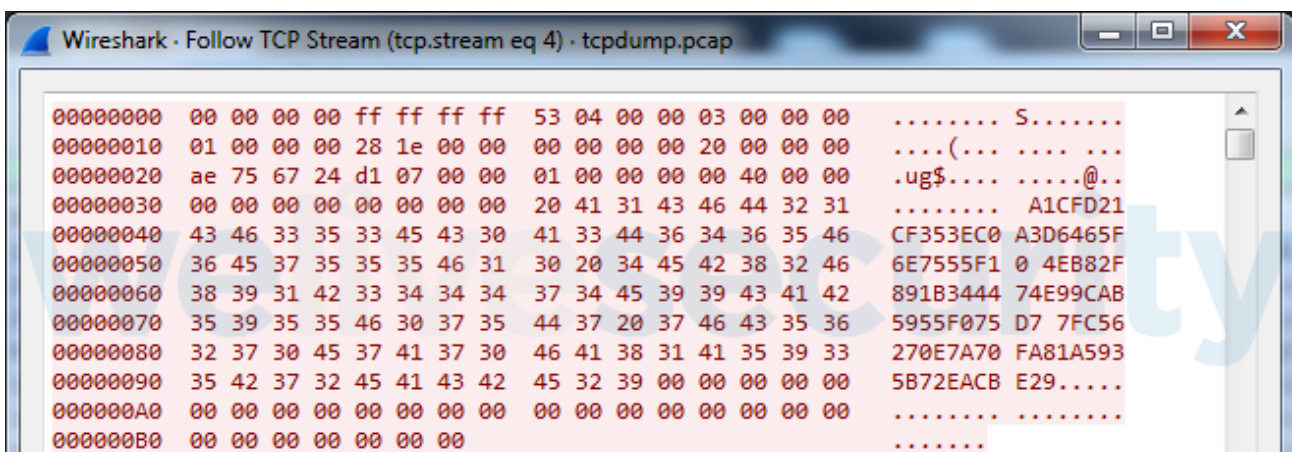 Wireshark · Follow TCP Stream (tcp.stream eq 4) · tcpdump.pcap
00000000 00 00 00 00 ff ff ff ff 53 04 00 00 03 00 00 00 ........ S.......
00000010 01 00 00 00 28 1e 00 00 00 00 00 00 20 00 00 00 ....(... .... ...
00000020 ae 75 67 24 d1 07 00 00 01 00 00 00 00 40 00 00 .ug$.... .....@..
00000030 00 00 00 00 00 00 00 00 20 41 31 43 46 44 32 31 ........ A1CFD21
00000040 43 46 33 35 33 45 43 30 41 33 44 36 34 36 35 46 CF353EC0 A3D6465F
00000050 36 45 37 35 35 35 46 31 30 20 34 45 42 38 32 46 6E7555F1 0 4EB82F
00000060 38 39 31 42 33 34 34 34 37 34 45 39 39 43 41 42 891B3444 74E99CAB
00000070 35 39 35 35 46 30 37 35 44 37 20 37 46 43 35 36 5955F075 D7 7FC56
00000080 32 37 30 45 37 41 37 30 46 41 38 31 41 35 39 33 270E7A70 FA81A593
00000090 35 42 37 32 45 41 43 42 45 32 39 00 00 00 00 00 5B72EACB E29.....
000000A0 00 00 00 00 00 00 00 00 00 00 00 00 00 00 00 00 ........ ........
000000B0 00 00 00 00 00 00 00 .......
welivesecurity